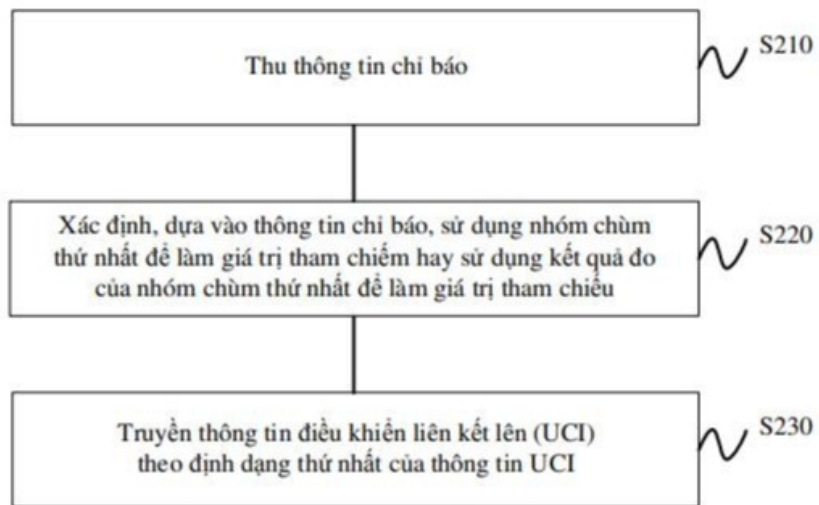 Thu thông tin chỉ báo
S210
Xác định, dựa vào thông tin chỉ báo, sử dụng nhóm chùm
thứ nhất để làm giá trị tham chiếm hay sử dụng kết quả đo
của nhóm chùm thứ nhất để làm giá trị tham chiếu
S220
Truyền thông tin điều khiển liên kết lên (UCI)
theo định dạng thứ nhất của thông tin UCI
S230